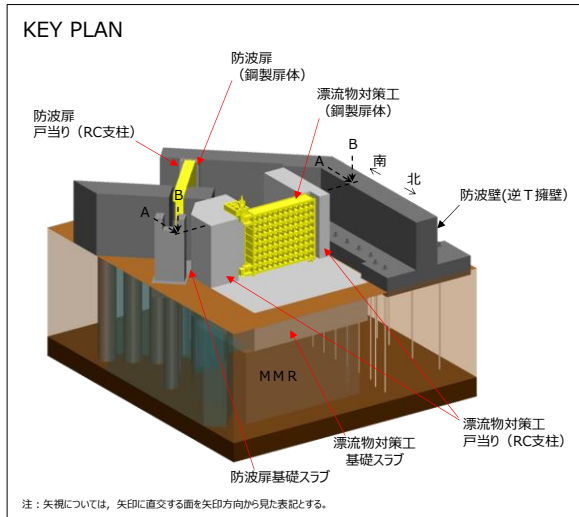 KEY PLAN
防波扉
（鋼製扉体）
漂流物対策工
（鋼製扉体）
防波扉
戸当り（RC支柱）
A
B
南
北
防波壁(逆T擁壁)
A
B
MMR
漂流物対策工
戸当り（RC支柱）
漂流物対策工
基礎スラブ
防波扉基礎スラブ
注：矢視については，矢印に直交する面を矢印方向から見た表記とする。